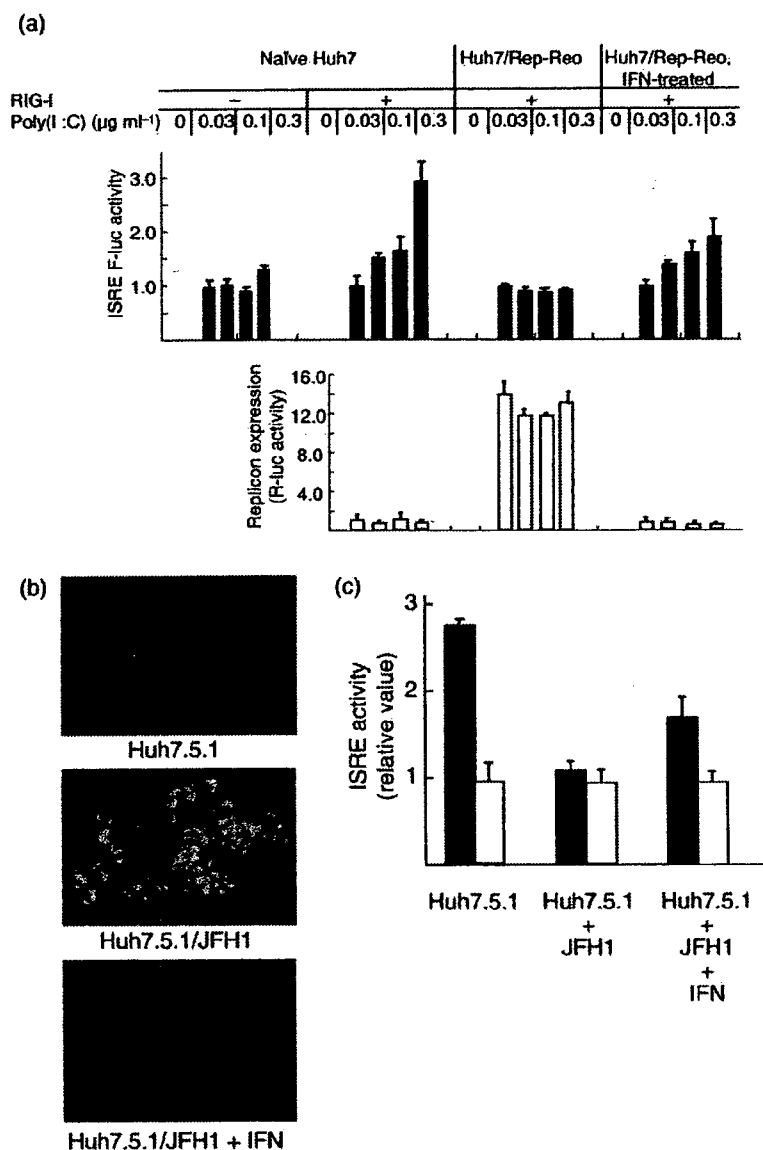 (a)
Naïve Huh7 Huh7/Rep-Reo Huh7/Rep-Reo, IFN-treated
RIG-I − + + +
Poly(I:C) (µg ml⁻¹) 0 0.03 0.1 0.3 0 0.03 0.1 0.3 0 0.03 0.1 0.3 0 0.03 0.1 0.3
ISRE F-luc activity
3.0
2.0
1.0
Replicon expression
(R-luc activity)
16.0
12.0
8.0
4.0
(b)
Huh7.5.1
Huh7.5.1/JFH1
Huh7.5.1/JFH1 + IFN
(c)
ISRE activity
(relative value)
3
2
1
Huh7.5.1 Huh7.5.1 Huh7.5.1
+ +
JFH1 JFH1
+
IFN